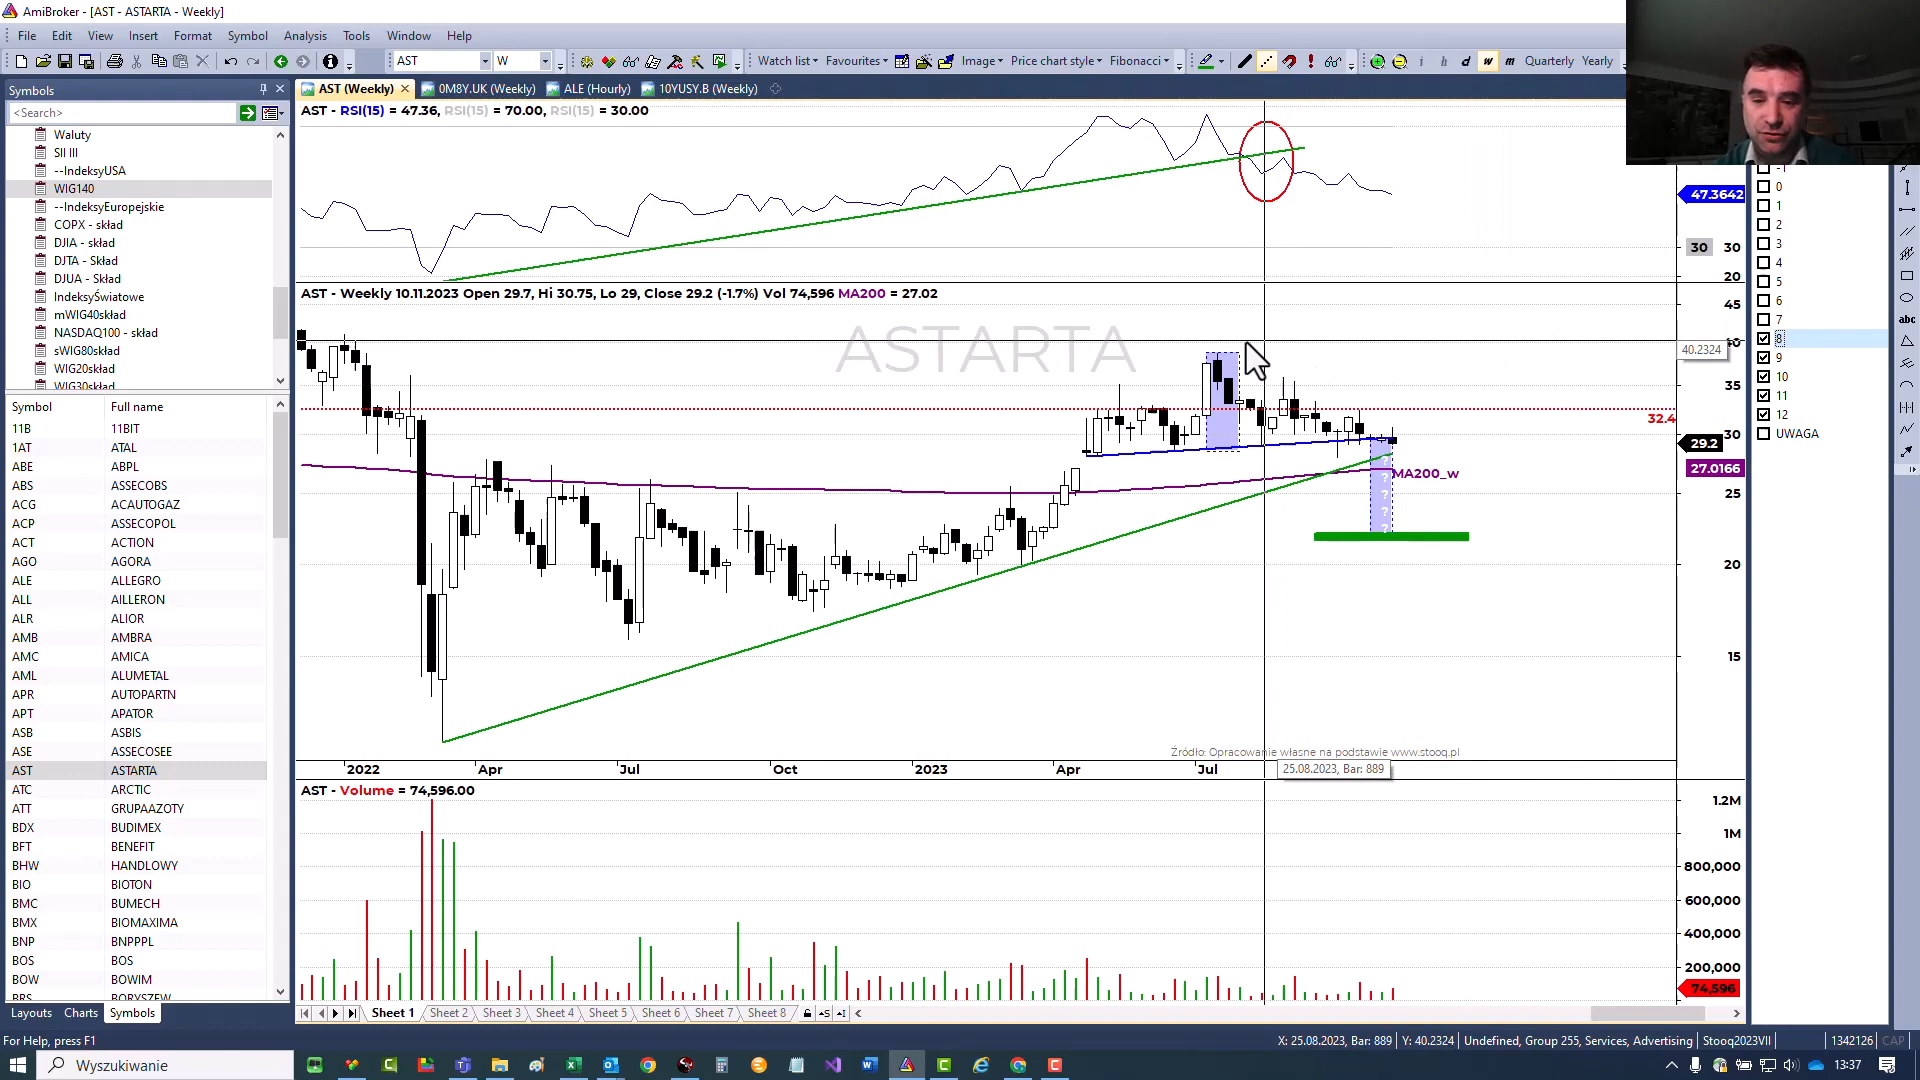 AmiBroker - [AST - ASTARTA - Weekly]
File Edit View Insert Format Symbol Analysis Tools Window Help
AST W Watch list Favourites Image Price chart style Fibonacci i h d w m Quarterly Yearly
Symbols
<Search>
Waluty
SII III
--IndeksyUSA
WIG140
--IndeksyEuropejskie
COPX - skład
DJIA - skład
DJTA - Skład
DJUA - Skład
IndeksyŚwiatowe
mWIG40skład
NASDAQ100 - skład
sWIG80skład
WIG20skład
WIG30skład
Symbol Full name
11B 11BIT
1AT ATAL
ABE ABPL
ABS ASSECOBS
ACG ACAUTOGAZ
ACP ASSECOPOL
ACT ACTION
AGO AGORA
ALE ALLEGRO
ALL AILLERON
ALR ALIOR
AMB AMBRA
AMC AMICA
AML ALUMETAL
APR AUTOPARTN
APT APATOR
ASB ASBIS
ASE ASSECOSEE
AST ASTARTA
ATC ARCTIC
ATT GRUPAAZOTY
BDX BUDIMEX
BFT BENEFIT
BHW HANDLOWY
BIO BIOTON
BMC BUMECH
BMX BIOMAXIMA
BNP BNPPPL
BOS BOS
BOW BOWIM
BRS BORYSZEW
Layouts Charts Symbols
AST (Weekly) 0M8Y.UK (Weekly) ALE (Hourly) 10YUSY.B (Weekly)
AST - RSI(15) = 47.36, RSI(15) = 70.00, RSI(15) = 30.00
47.3642
30 30
20
AST - Weekly 10.11.2023 Open 29.7, Hi 30.75, Lo 29, Close 29.2 (-1.7%) Vol 74,596 MA200 = 27.02
ASTARTA
45
40
40.2324
35
32.4
30
29.2
27.0166
MA200_w
25
?
?
?
?
20
15
Źródło: Opracowanie własne na podstawie www.stooq.pl
2022 Apr Jul Oct 2023 Apr Jul
25.08.2023, Bar: 889
AST - Volume = 74,596.00
1.2M
1M
800,000
600,000
400,000
200,000
74,596
Sheet 1 Sheet 2 Sheet 3 Sheet 4 Sheet 5 Sheet 6 Sheet 7 Sheet 8
-1
0
1
2
3
4
5
6
7
8
9
10
11
12
UWAGA
abc
For Help, press F1
X: 25.08.2023, Bar: 889 Y: 40.2324 Undefined, Group 255, Services, Advertising Stooq2023VII 1342126 CAP
Wyszukiwanie
13:37